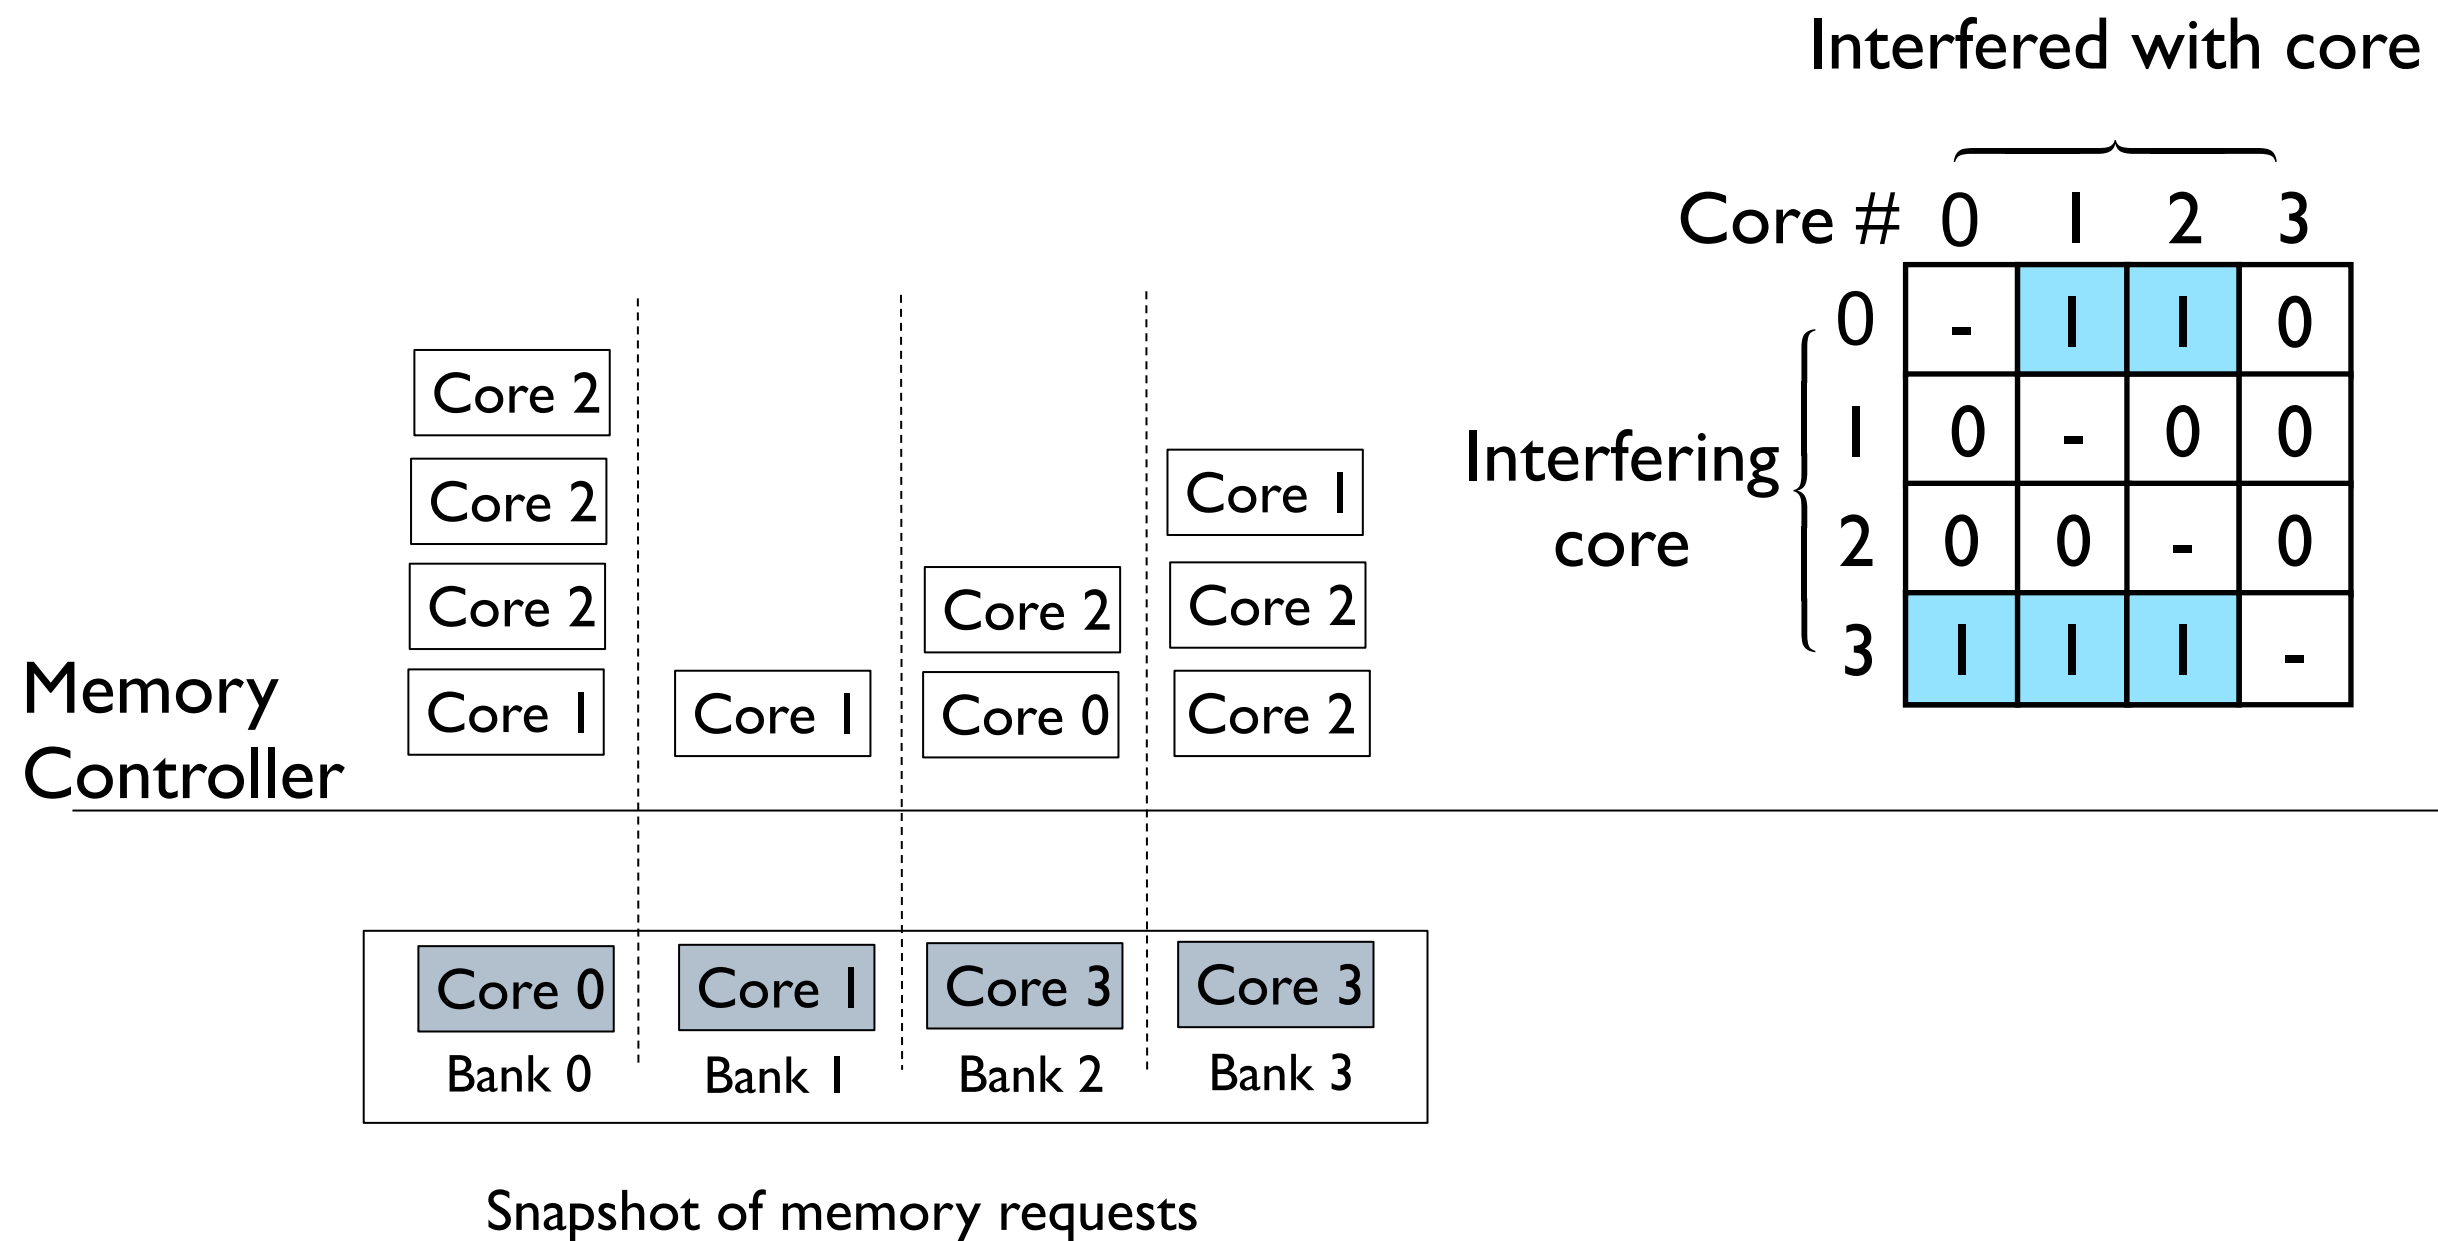 Interfered with core
Core # 0 1 2 3
0 - 1 1 0
1 0 - 0 0
2 0 0 - 0
3 1 1 1 -
Interfering
core
Core 2
Core 2
Core 2
Core 1
Core 1
Core 2
Core 0
Core 1
Core 2
Core 2
Memory
Controller
Core 0
Core 1
Core 3
Core 3
Bank 0
Bank 1
Bank 2
Bank 3
Snapshot of memory requests